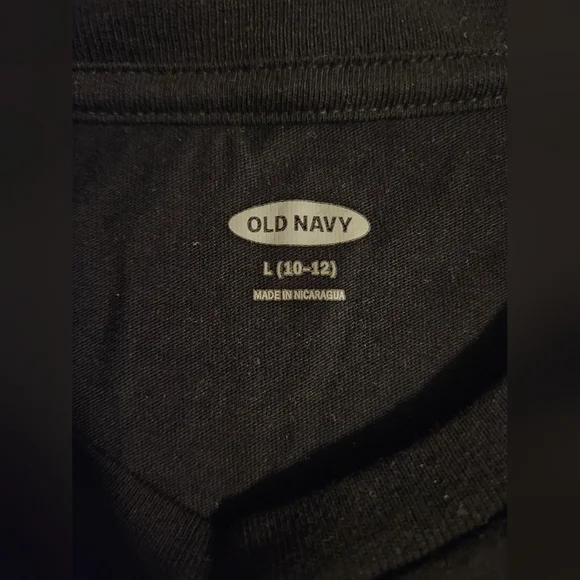 OLD NAVY
L (10-12)
MADE IN NICARAGUA